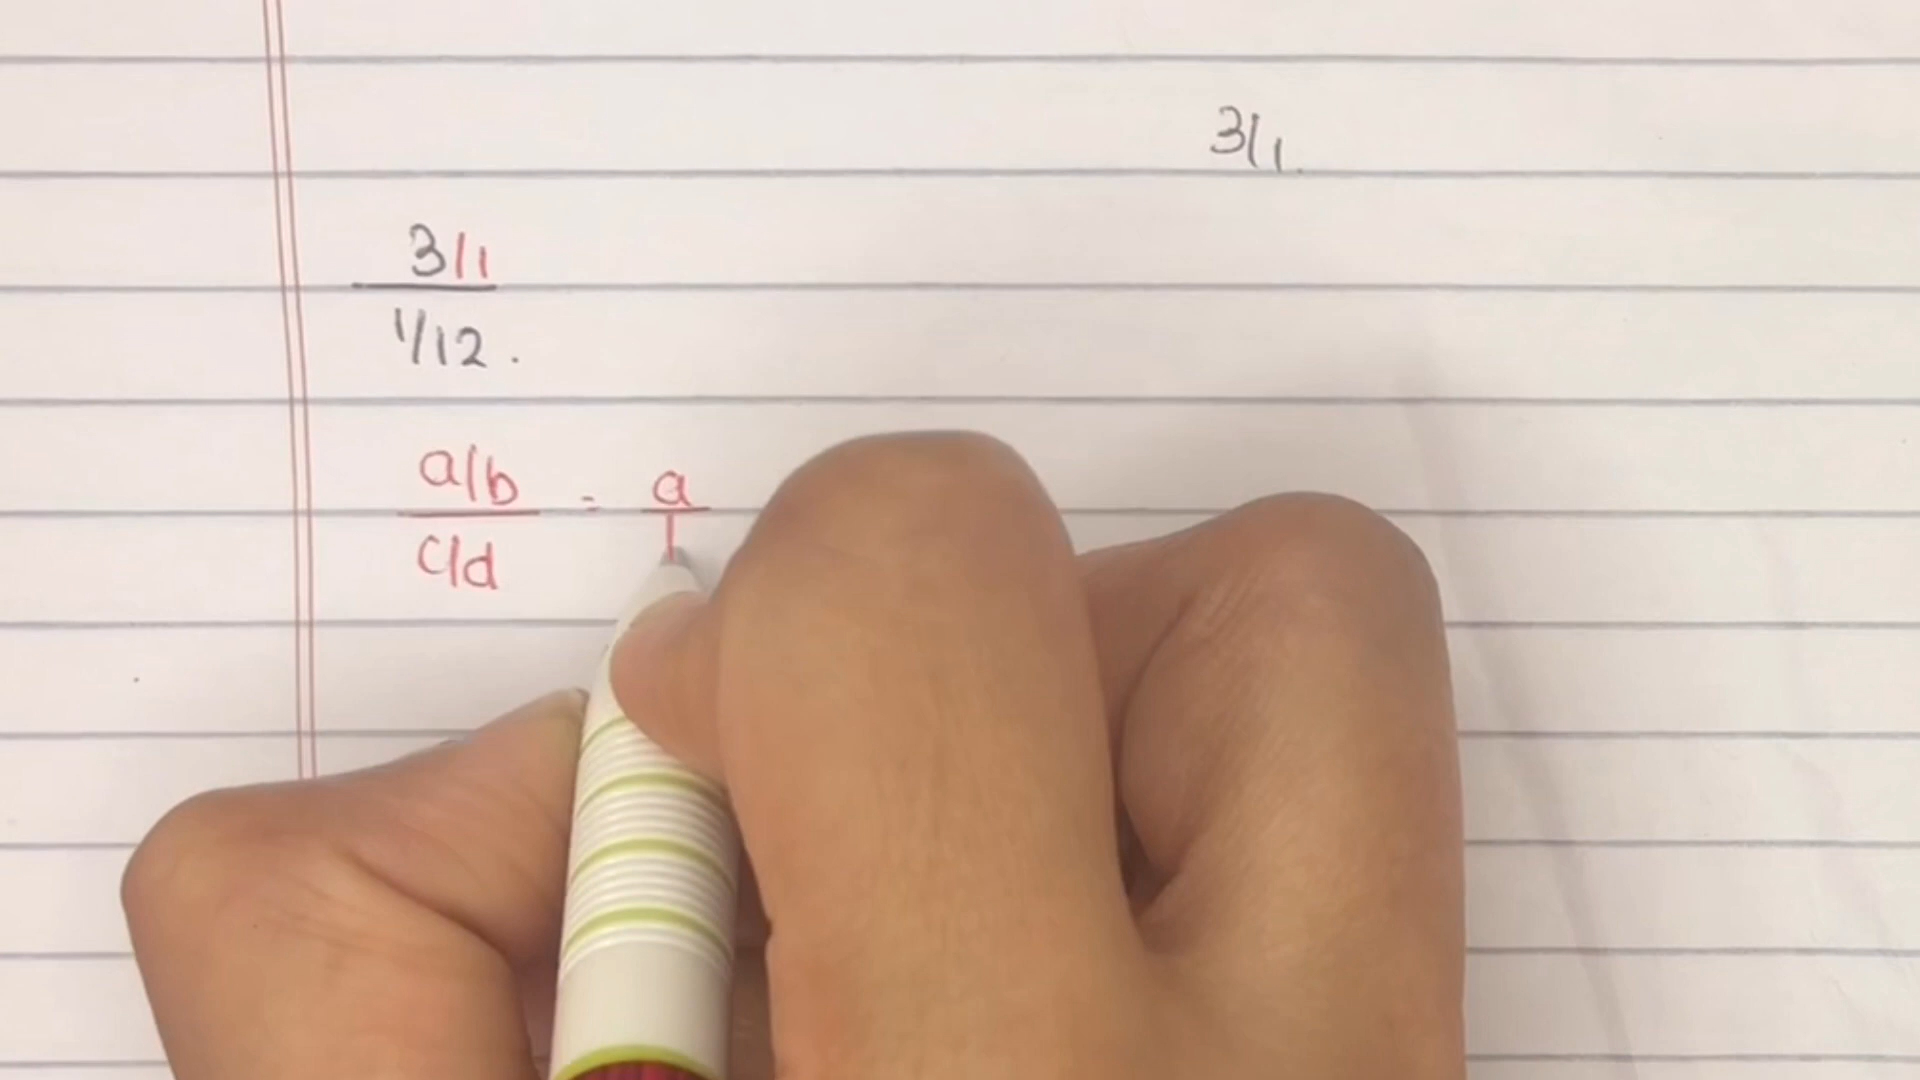 3/1.
3/1
1/12.
a/b = a
c/d